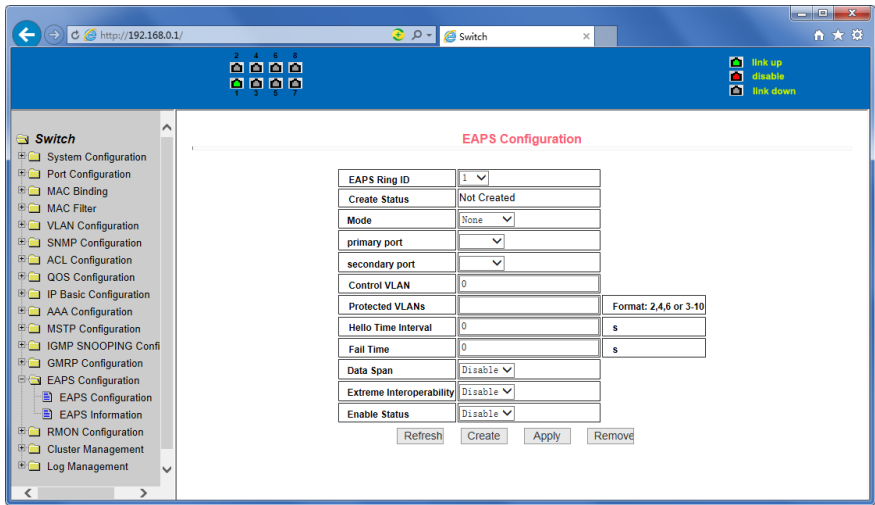 http://192.168.0.1/
Switch
2 4 6 8
1 3 5 7
link up
disable
link down
Switch
System Configuration
Port Configuration
MAC Binding
MAC Filter
VLAN Configuration
SNMP Configuration
ACL Configuration
QOS Configuration
IP Basic Configuration
AAA Configuration
MSTP Configuration
IGMP SNOOPING Confi
GMRP Configuration
EAPS Configuration
EAPS Configuration
EAPS Information
RMON Configuration
Cluster Management
Log Management
EAPS Configuration
EAPS Ring ID 1
Create Status Not Created
Mode None
primary port
secondary port
Control VLAN 0
Protected VLANs Format: 2,4,6 or 3-10
Hello Time Interval 0 s
Fail Time 0 s
Data Span Disable
Extreme Interoperability Disable
Enable Status Disable
Refresh Create Apply Remove